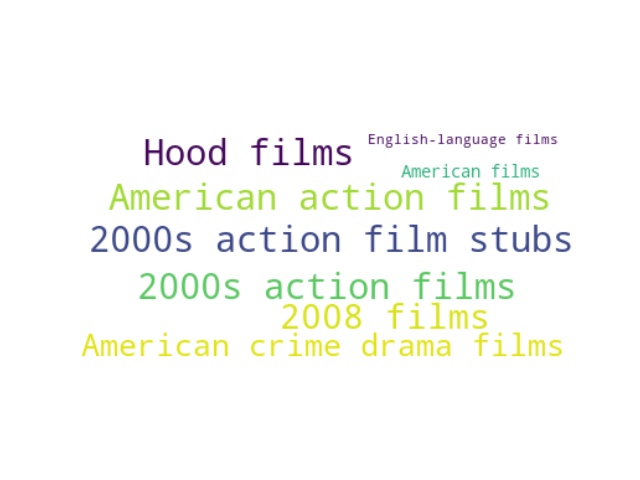 English-language films
Hood films
American films
American action films
2000s action film stubs
2000s action films
2008 films
American crime drama films